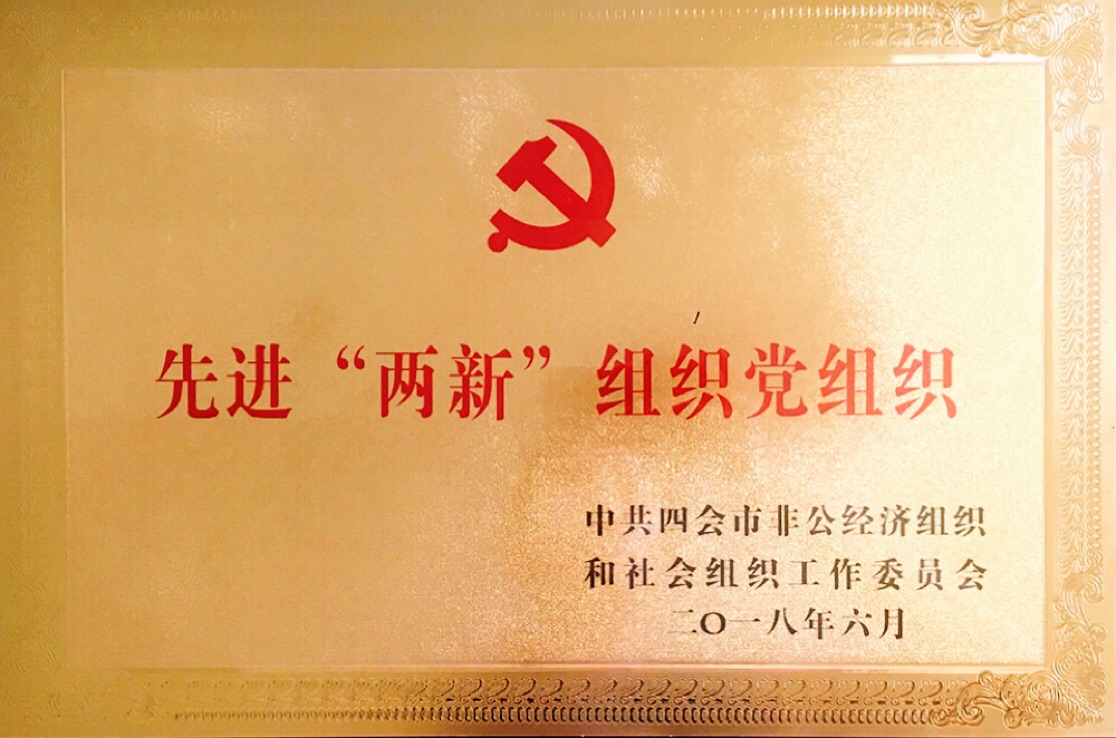 先进“两新”组织党组织
中共四会市非公经济组织
和社会组织工作委员会
二〇一八年六月